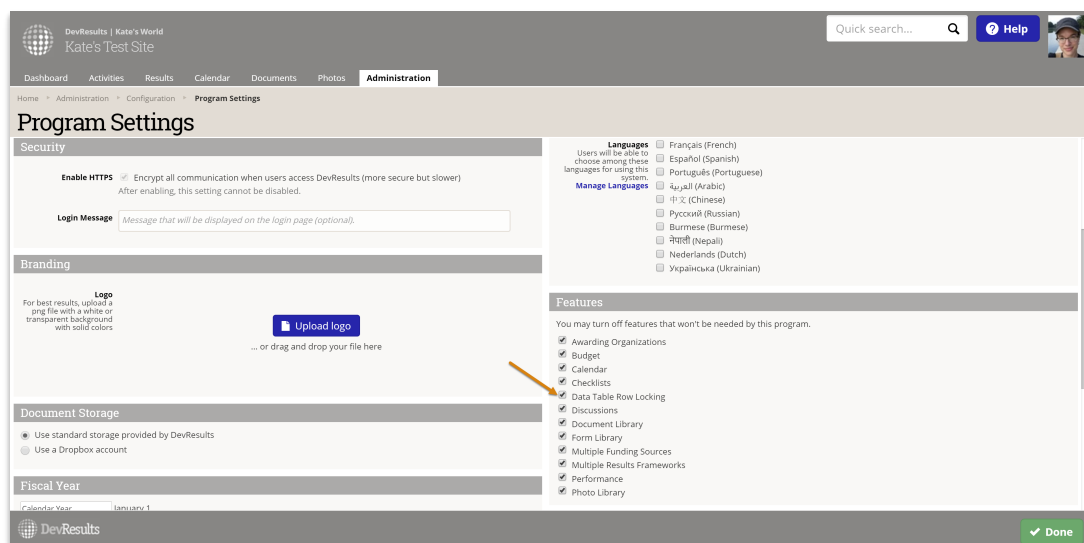 DevResults | Kate's World
Kate's Test Site
Quick search...
Help
Dashboard Activities Results Calendar Documents Photos Administration
Home Administration Configuration Program Settings
Program Settings
Security
Enable HTTPS
Encrypt all communication when users access DevResults (more secure but slower)
After enabling, this setting cannot be disabled.
Login Message
Message that will be displayed on the login page (optional).
Branding
Logo
For best results, upload a
png file with a white or
transparent background
with solid colors
Upload logo
... or drag and drop your file here
Document Storage
Use standard storage provided by DevResults
Use a Dropbox account
Fiscal Year
Calendar Year January 1
Languages
Users will be able to
choose among these
languages for using this
system.
Manage Languages
Français (French)
Español (Spanish)
Português (Portuguese)
العربية (Arabic)
中文 (Chinese)
Русский (Russian)
Burmese (Burmese)
नेपाली (Nepali)
Nederlands (Dutch)
Українська (Ukrainian)
Features
You may turn off features that won't be needed by this program.
Awarding Organizations
Budget
Calendar
Checklists
Data Table Row Locking
Discussions
Document Library
Form Library
Multiple Funding Sources
Multiple Results Frameworks
Performance
Photo Library
DevResults
Done